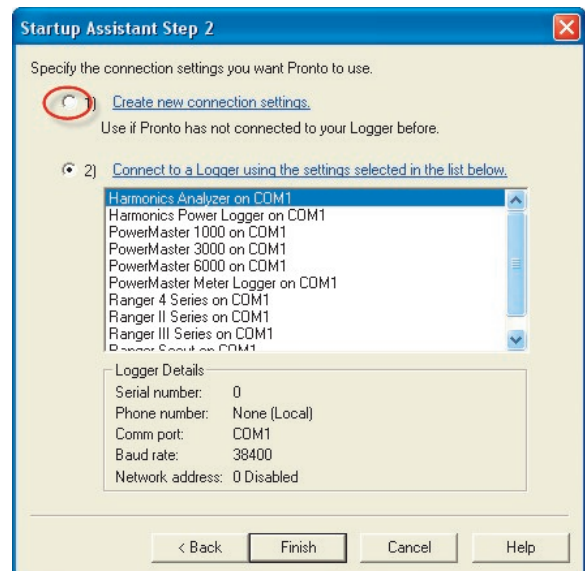 Startup Assistant Step 2
Specify the connection settings you want Pronto to use.
1) Create new connection settings.
Use if Pronto has not connected to your Logger before.
2) Connect to a Logger using the settings selected in the list below.
Harmonics Analyzer on COM1
Harmonics Power Logger on COM1
PowerMaster 1000 on COM1
PowerMaster 3000 on COM1
PowerMaster 6000 on COM1
PowerMaster Meter Logger on COM1
Ranger 4 Series on COM1
Ranger II Series on COM1
Ranger III Series on COM1
Ranger Scout on COM1
Logger Details
Serial number: 0
Phone number: None (Local)
Comm port: COM1
Baud rate: 38400
Network address: 0 Disabled
< Back Finish Cancel Help